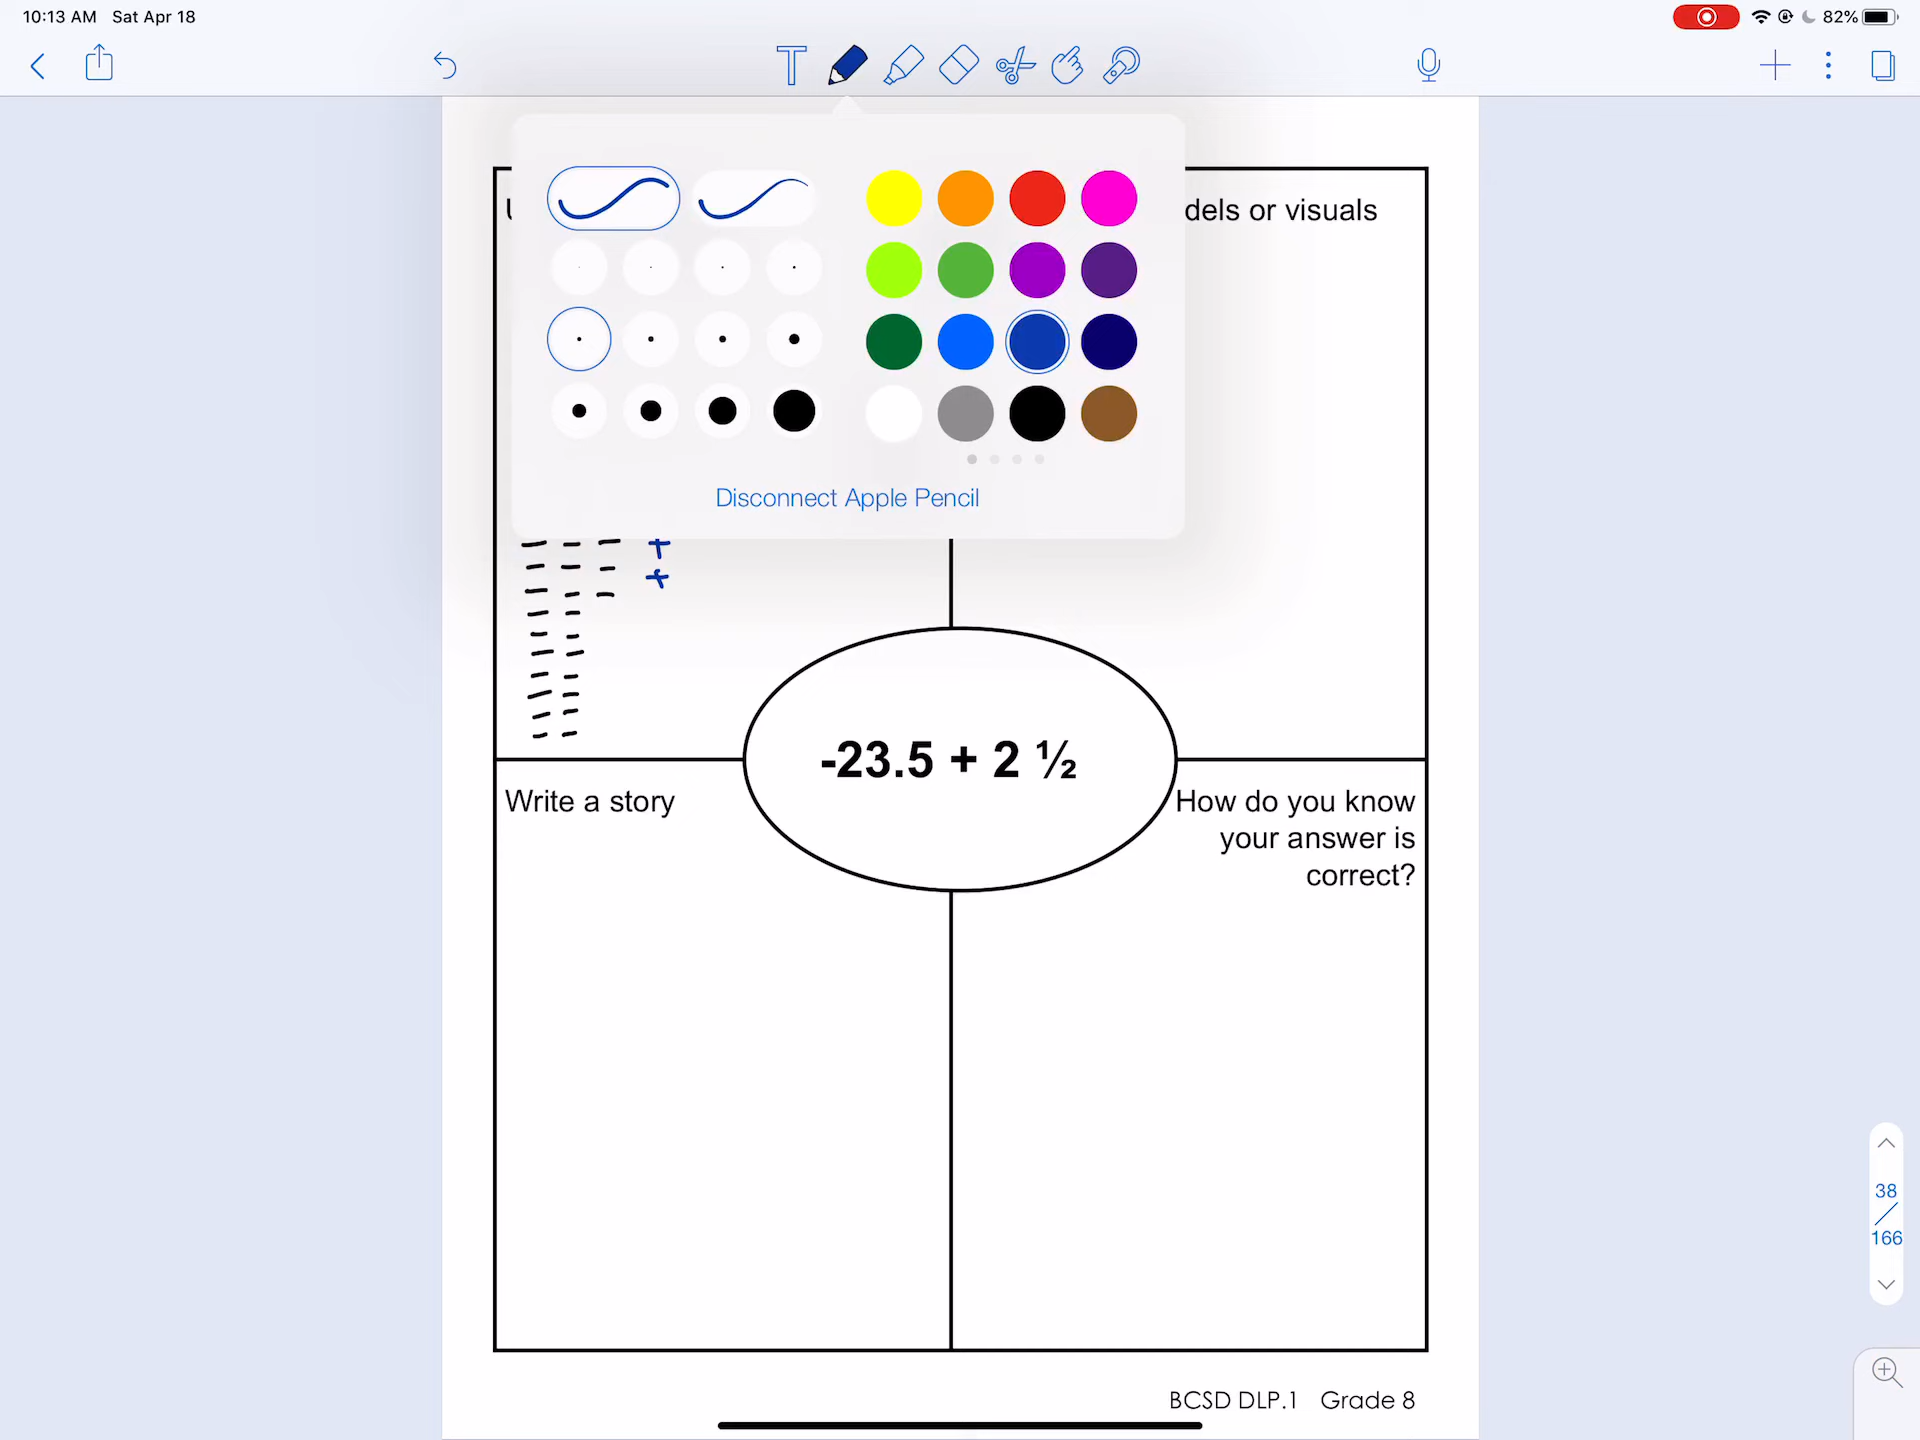 10:13 AM Sat Apr 18
82%
T
dels or visuals
Disconnect Apple Pencil
+
+
-23.5 + 2 ½
Write a story
How do you know
your answer is
correct?
38
/
166
BCSD DLP.1 Grade 8